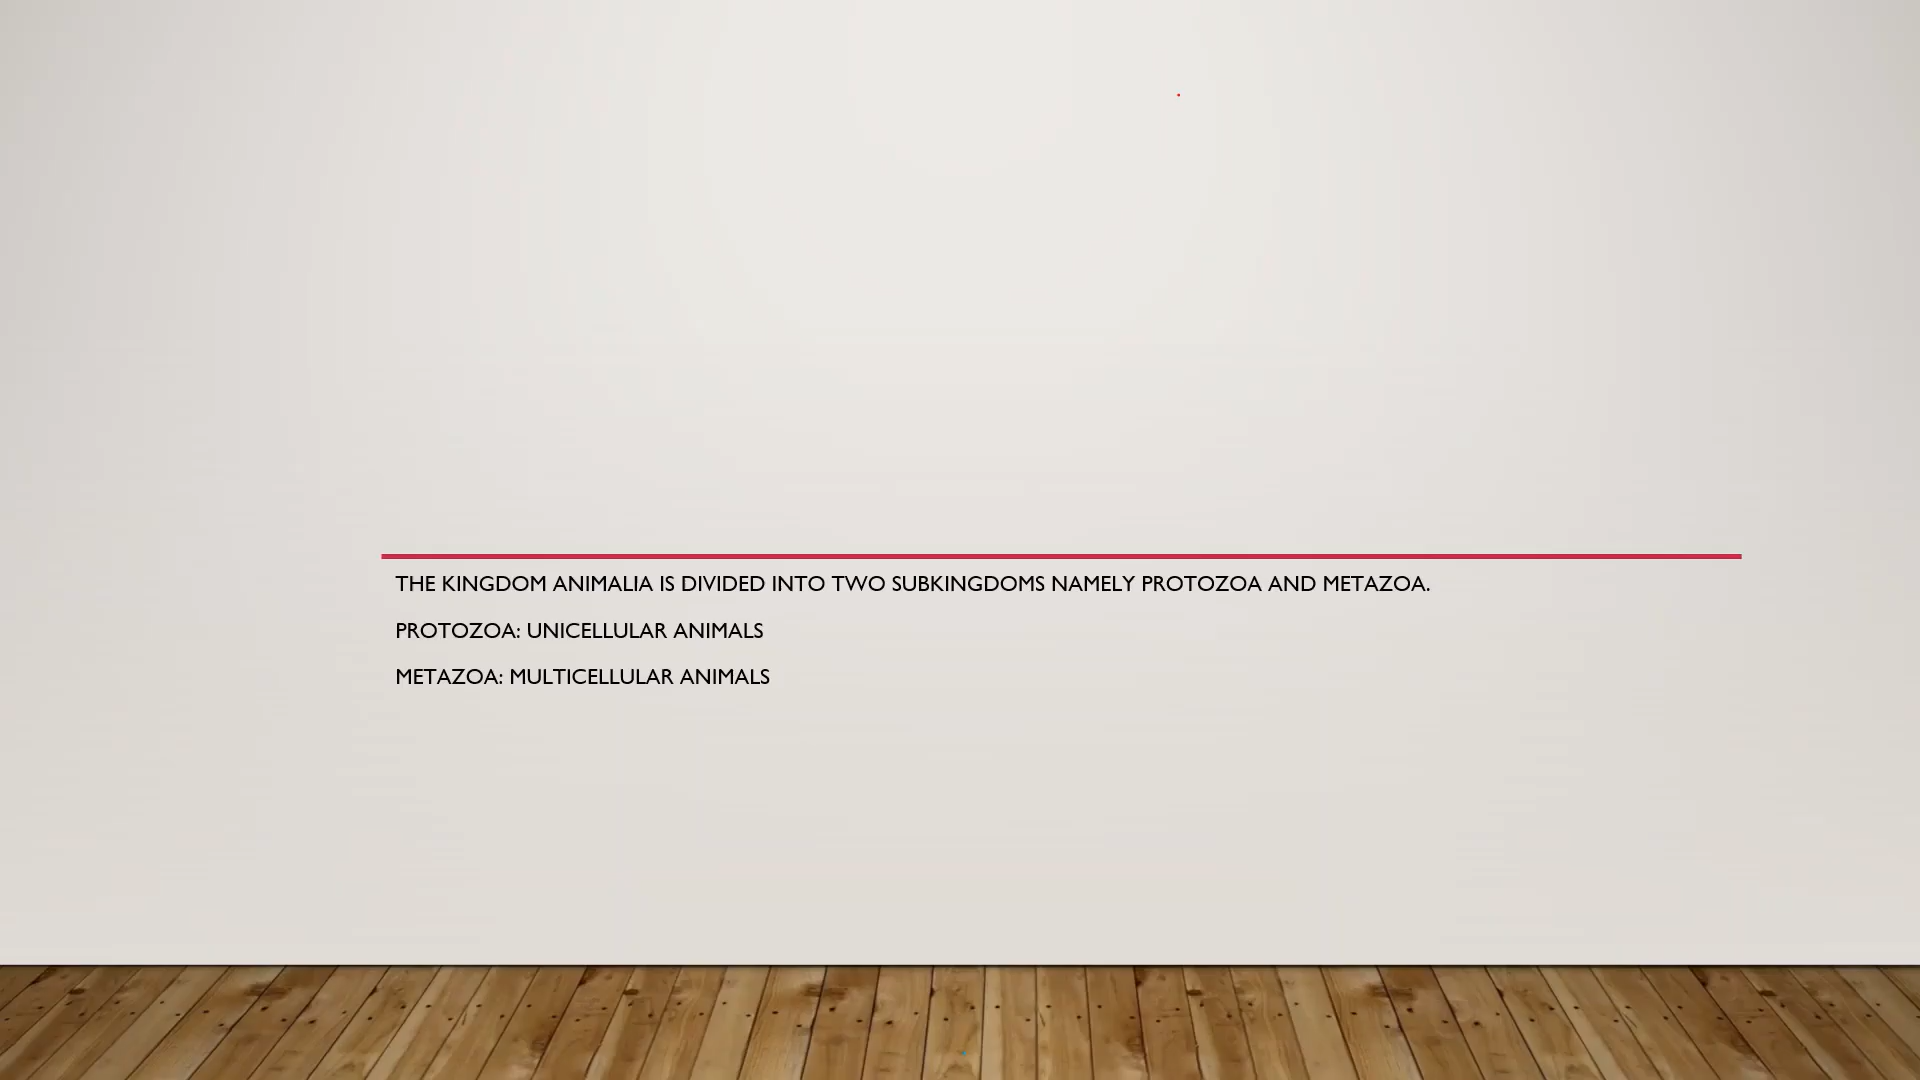 THE KINGDOM ANIMALIA IS DIVIDED INTO TWO SUBKINGDOMS NAMELY PROTOZOA AND METAZOA.
PROTOZOA: UNICELLULAR ANIMALS
METAZOA: MULTICELLULAR ANIMALS